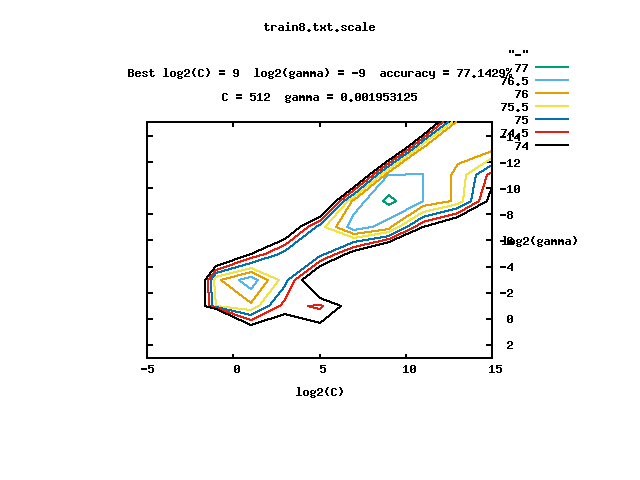 train8.txt.scale
"-"
Best log2(C) = 9  log2(gamma) = -9  accuracy = 77.1429%
77
76.5
C = 512  gamma = 0.001953125
76
75.5
75
74.5
74
-14
-12
-10
-8
-6
log2(gamma)
-4
-2
0
2
-5 0 5 10 15
log2(C)